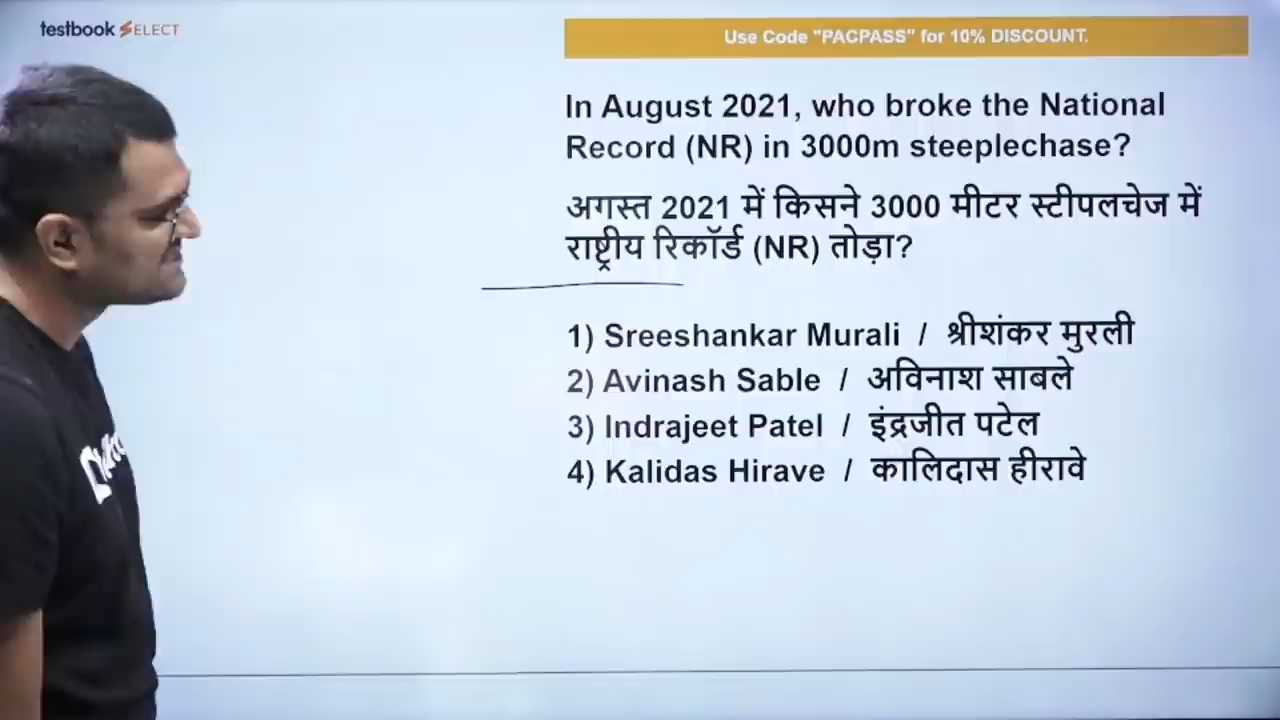 testbook SELECT
Use Code "PACPASS" for 10% DISCOUNT.
In August 2021, who broke the National
Record (NR) in 3000m steeplechase?
अगस्त 2021 में किसने 3000 मीटर स्टीपलचेज में
राष्ट्रीय रिकॉर्ड (NR) तोड़ा?
1) Sreeshankar Murali / श्रीशंकर मुरली
2) Avinash Sable / अविनाश साबले
3) Indrajeet Patel / इंद्रजीत पटेल
4) Kalidas Hirave / कालिदास हीरावे